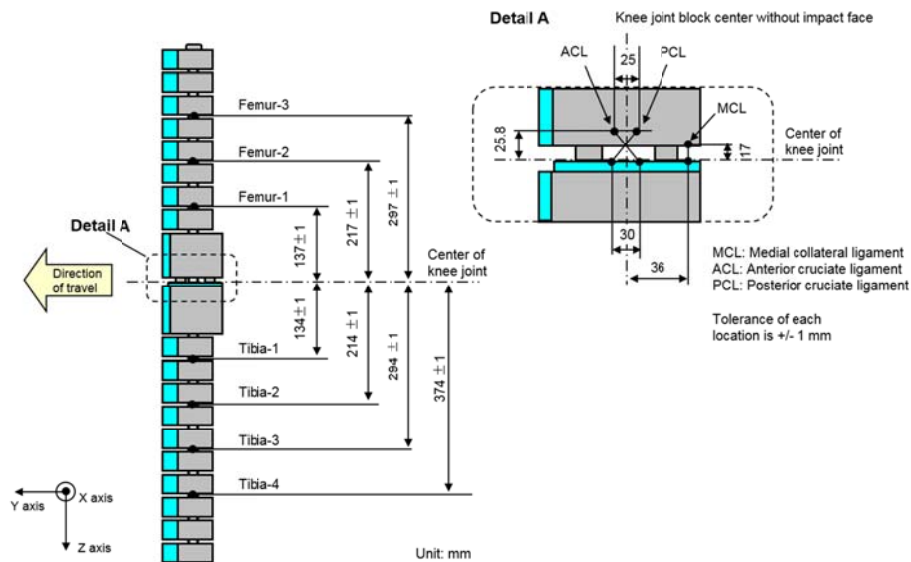 Detail A
Knee joint block center without impact face
ACL
25
PCL
MCL
25.8
Center of
knee joint
17
30
36
MCL: Medial collateral ligament
ACL: Anterior cruciate ligament
PCL: Posterior cruciate ligament
Tolerance of each
location is +/- 1 mm
Femur-3
Femur-2
Femur-1
137±1
217 ±1
297 ±1
Detail A
Center of
knee joint
Direction
of travel
134±1
214 ±1
294 ±1
374 ±1
Tibia-1
Tibia-2
Tibia-3
Tibia-4
X axis
Y axis
Z axis
Unit: mm